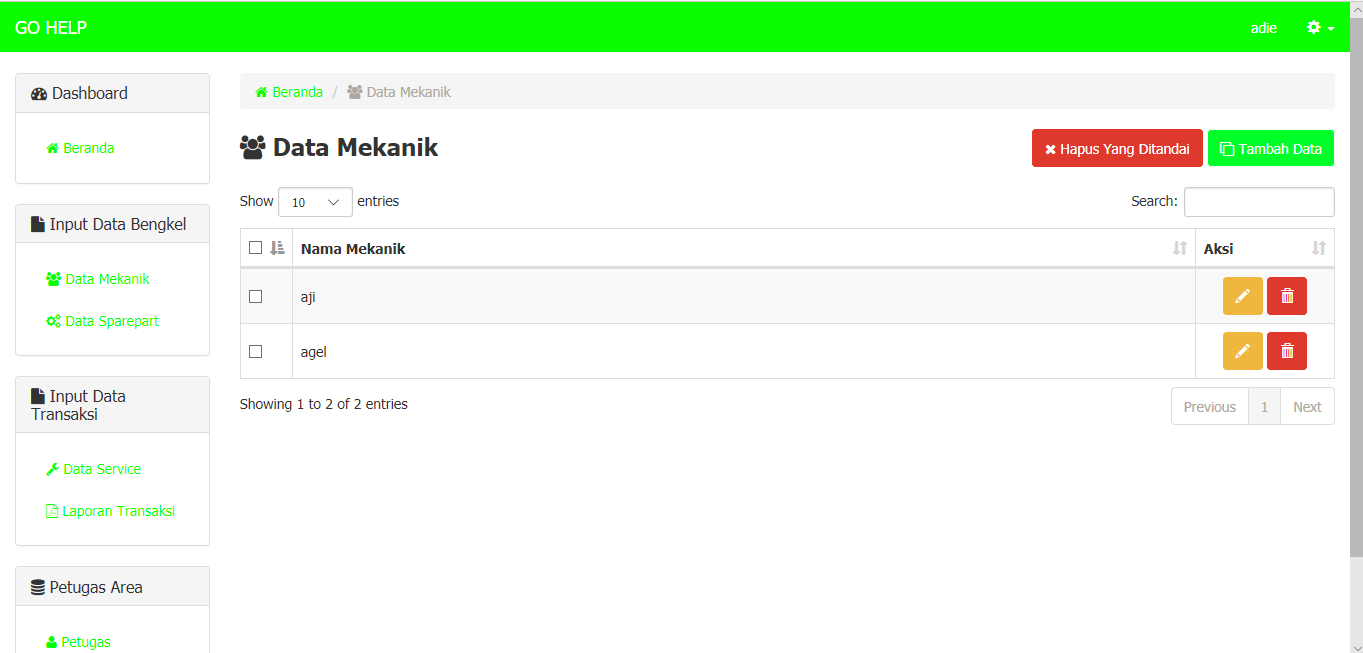 GO HELP
adie
Dashboard
Beranda
Input Data Bengkel
Data Mekanik
Data Sparepart
Input Data
Transaksi
Data Service
Laporan Transaksi
Petugas Area
Petugas
Beranda / Data Mekanik
Data Mekanik
Hapus Yang Ditandai
Tambah Data
Show 10 entries
Search:
Nama Mekanik Aksi
aji
agel
Showing 1 to 2 of 2 entries
Previous 1 Next